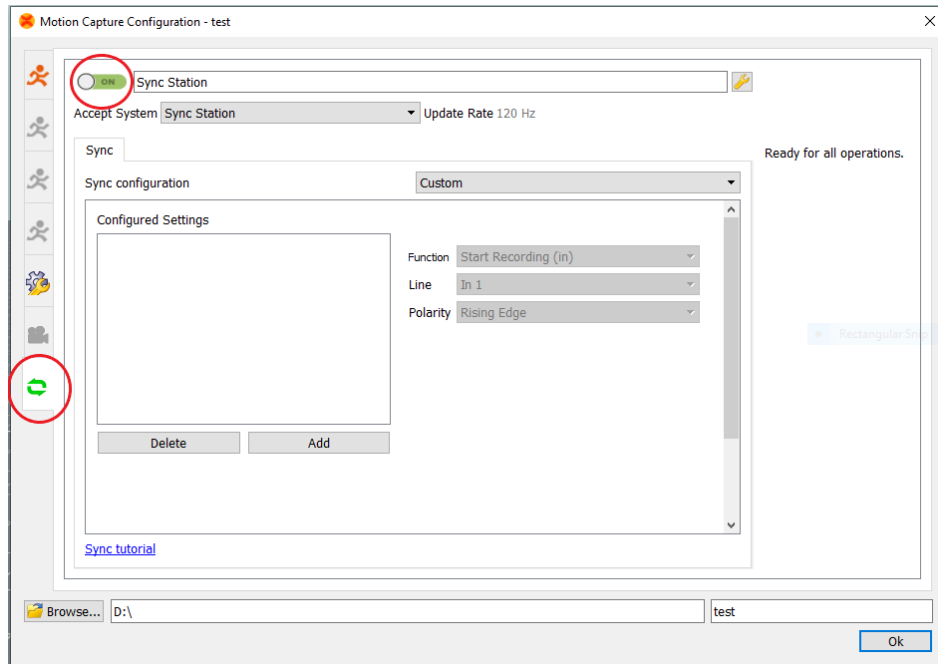 Motion Capture Configuration - test
ON Sync Station
Accept System Sync Station Update Rate 120 Hz
Sync
Ready for all operations.
Sync configuration Custom
Configured Settings
Function Start Recording (in)
Line In 1
Polarity Rising Edge
Rectangular Snip
Delete Add
Sync tutorial
Browse... D:\ test
Ok